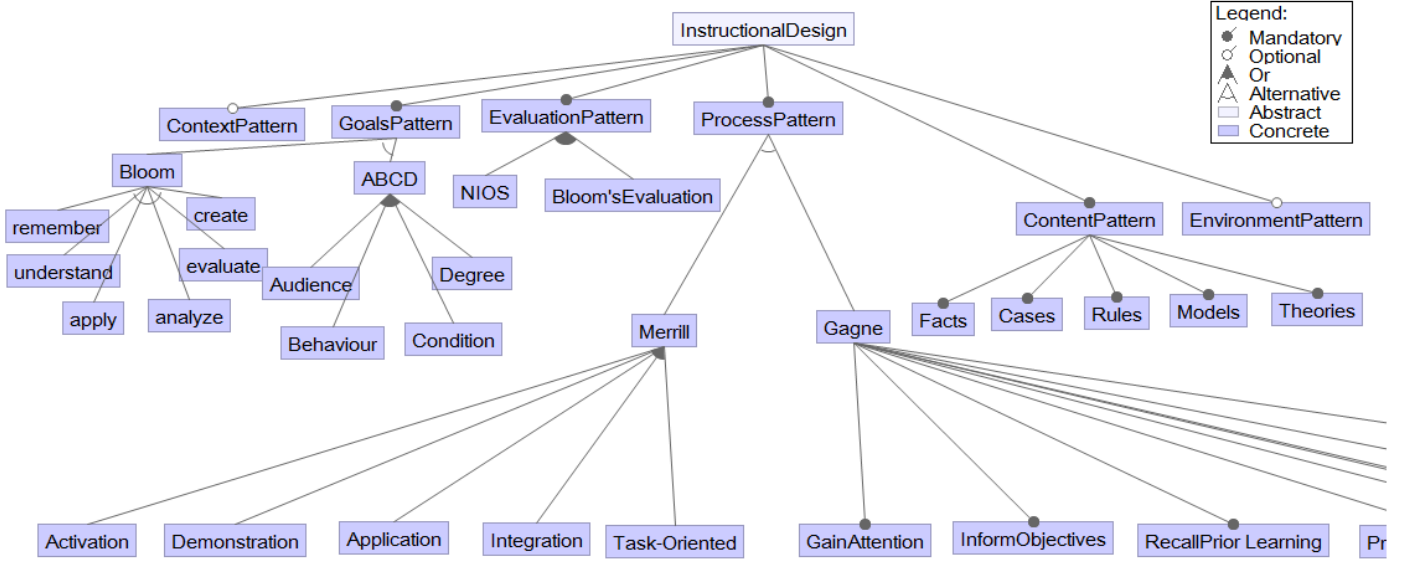 InstructionalDesign
Legend:
Mandatory
Optional
Or
Alternative
Abstract
Concrete
ContextPattern
GoalsPattern
EvaluationPattern
ProcessPattern
Bloom
ABCD
NIOS
Bloom'sEvaluation
ContentPattern
EnvironmentPattern
remember
create
understand
evaluate
Audience
Degree
apply
analyze
Behaviour
Condition
Merrill
Gagne
Facts
Cases
Rules
Models
Theories
Activation
Demonstration
Application
Integration
Task-Oriented
GainAttention
InformObjectives
RecallPrior Learning
Pr